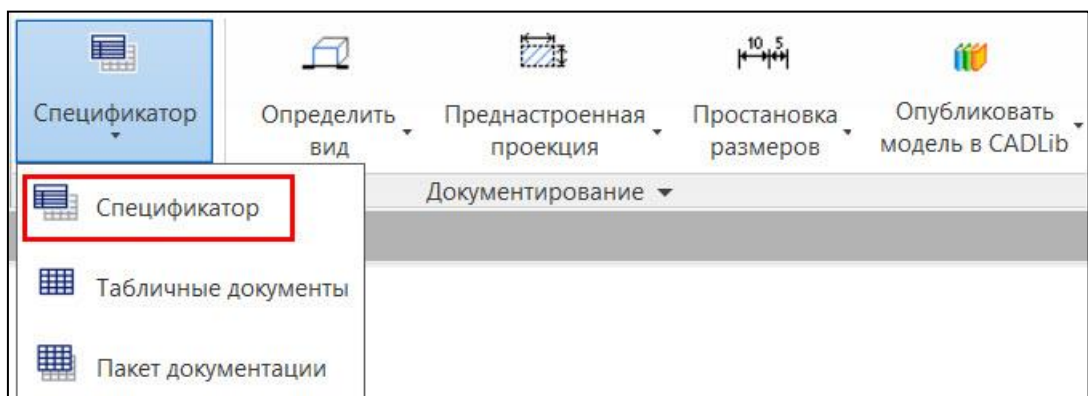 10 5
Спецификатор
Определить
вид
Преднастроенная
проекция
Простановка
размеров
Опубликовать
модель в CADLib
Документирование
Спецификатор
Табличные документы
Пакет документации